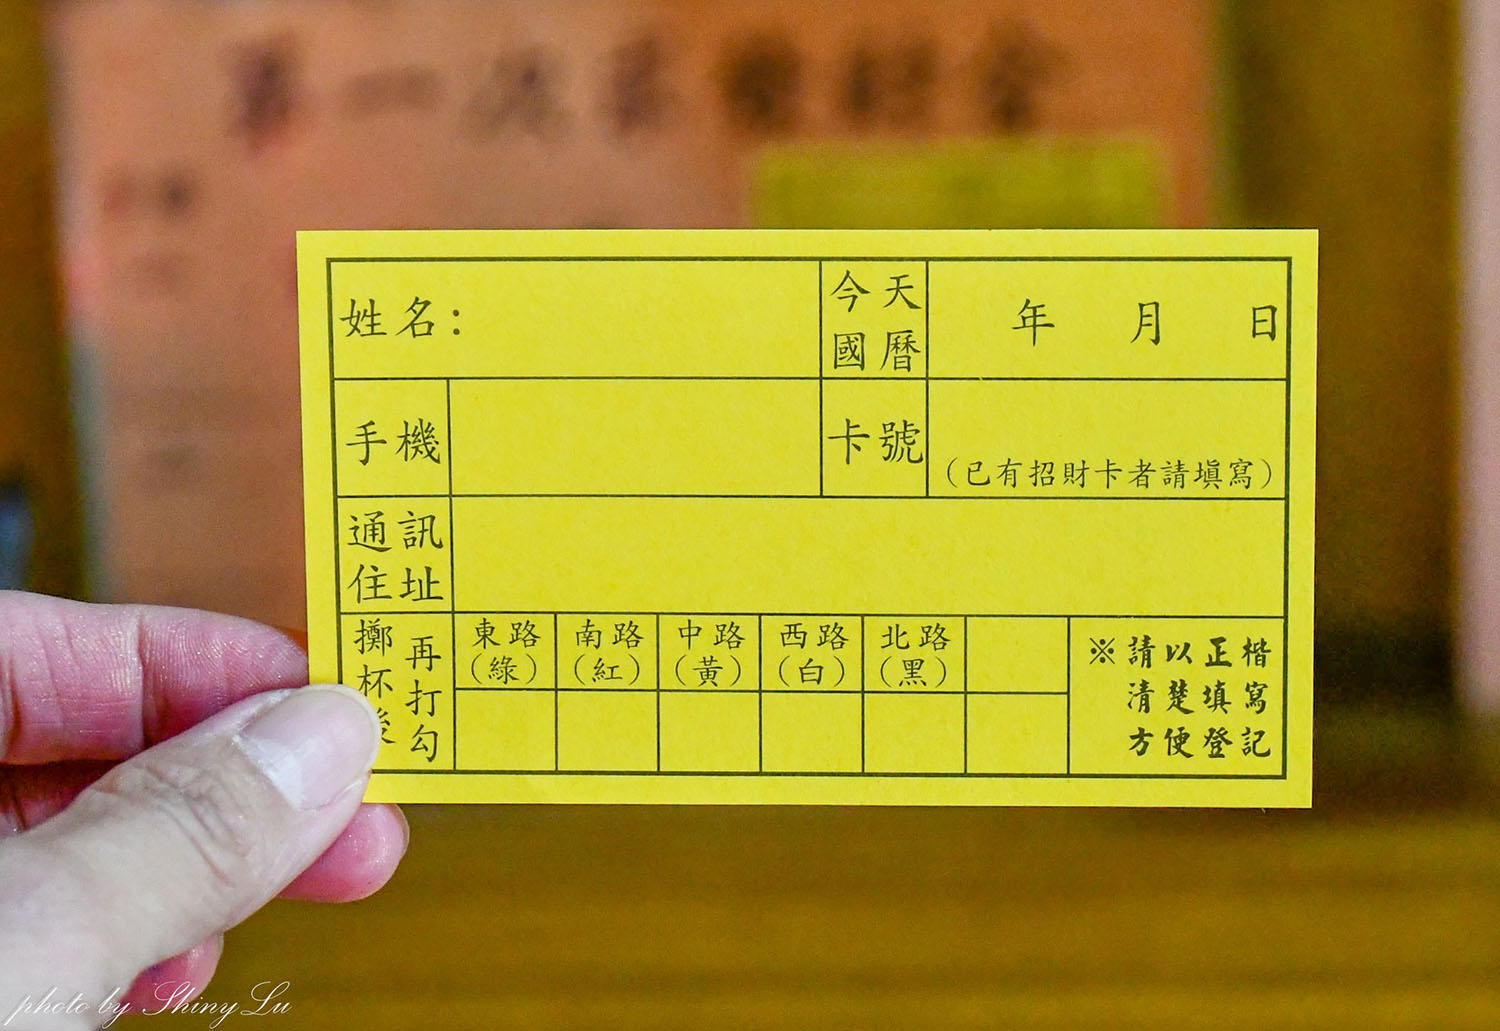 姓名：
今天
國曆
年 月 日
手機
卡號
（已有招財卡者請填寫）
通訊
住址
擲杯後
再打勾
東路
（綠）
南路
（紅）
中路
（黃）
西路
（白）
北路
（黑）
※請以正楷
清楚填寫
方便登記
photo by Shiny Lu